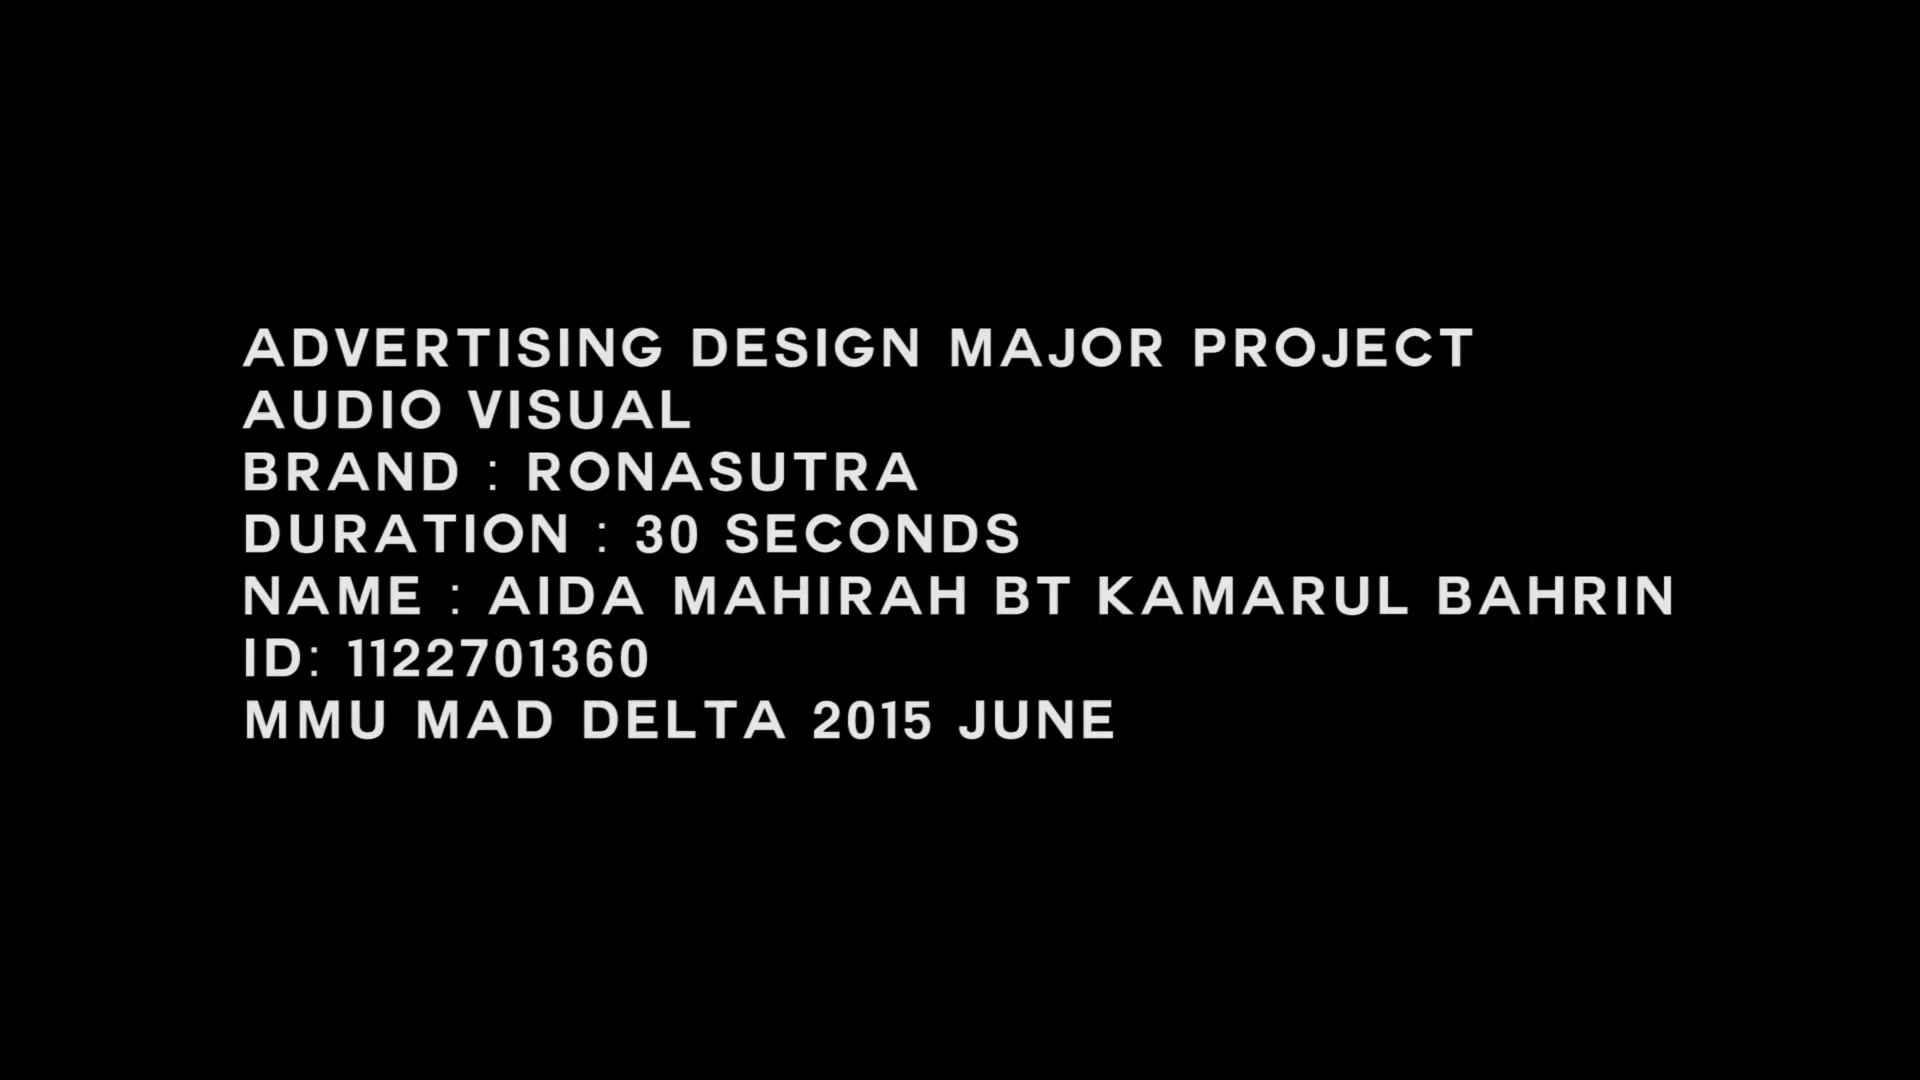 ADVERTISING DESIGN MAJOR PROJECT
AUDIO VISUAL
BRAND : RONASUTRA
DURATION : 30 SECONDS
NAME : AIDA MAHIRAH BT KAMARUL BAHRIN
ID: 1122701360
MMU MAD DELTA 2015 JUNE